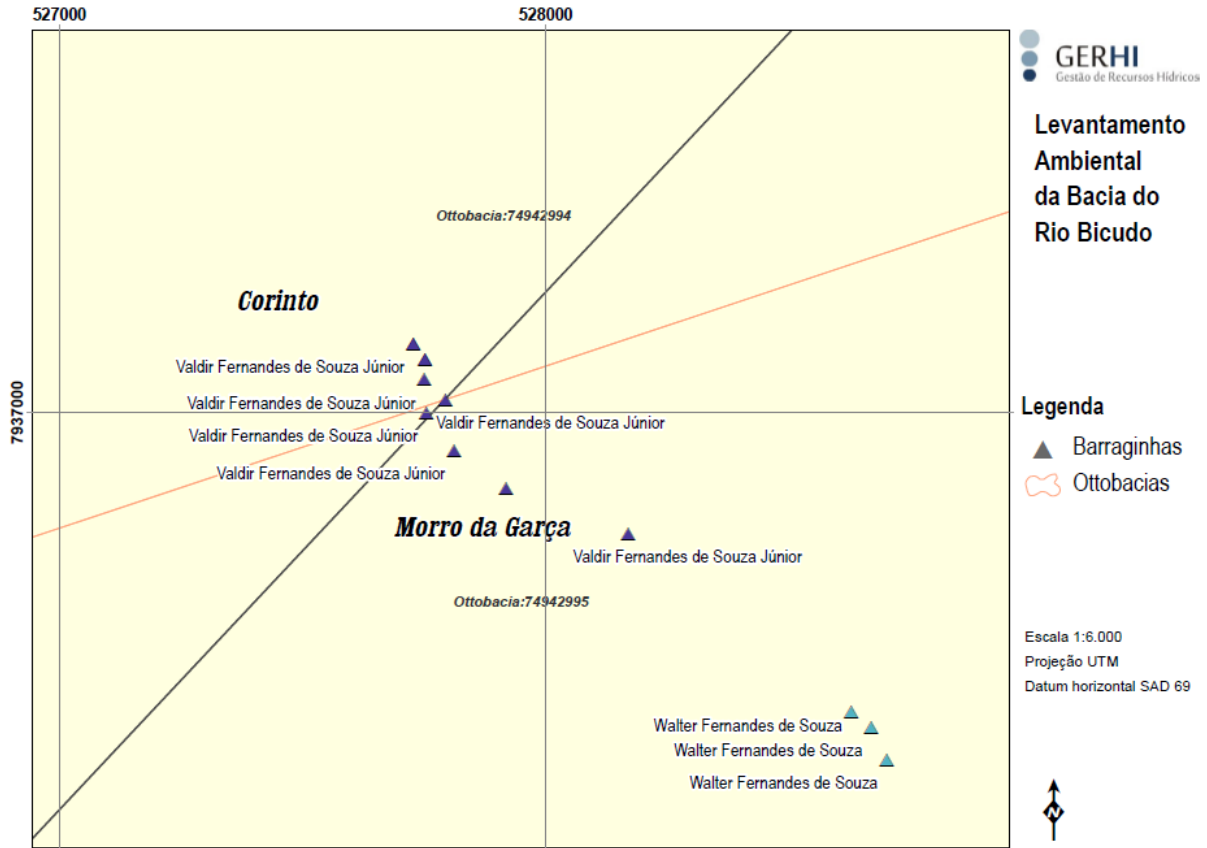 527000
528000
GERHI
Gestão de Recursos Hídricos
Levantamento
Ambiental
da Bacia do
Rio Bicudo
Ottobacia:74942994
Corinto
Valdir Fernandes de Souza Júnior
Valdir Fernandes de Souza Júnior
7937000
Valdir Fernandes de Souza Júnior
Valdir Fernandes de Souza Júnior
Valdir Fernandes de Souza Júnior
Morro da Garça
Valdir Fernandes de Souza Júnior
Ottobacia:74942995
Walter Fernandes de Souza
Walter Fernandes de Souza
Walter Fernandes de Souza
Legenda
Barraginhas
Ottobacias
Escala 1:6.000
Projeção UTM
Datum horizontal SAD 69
N